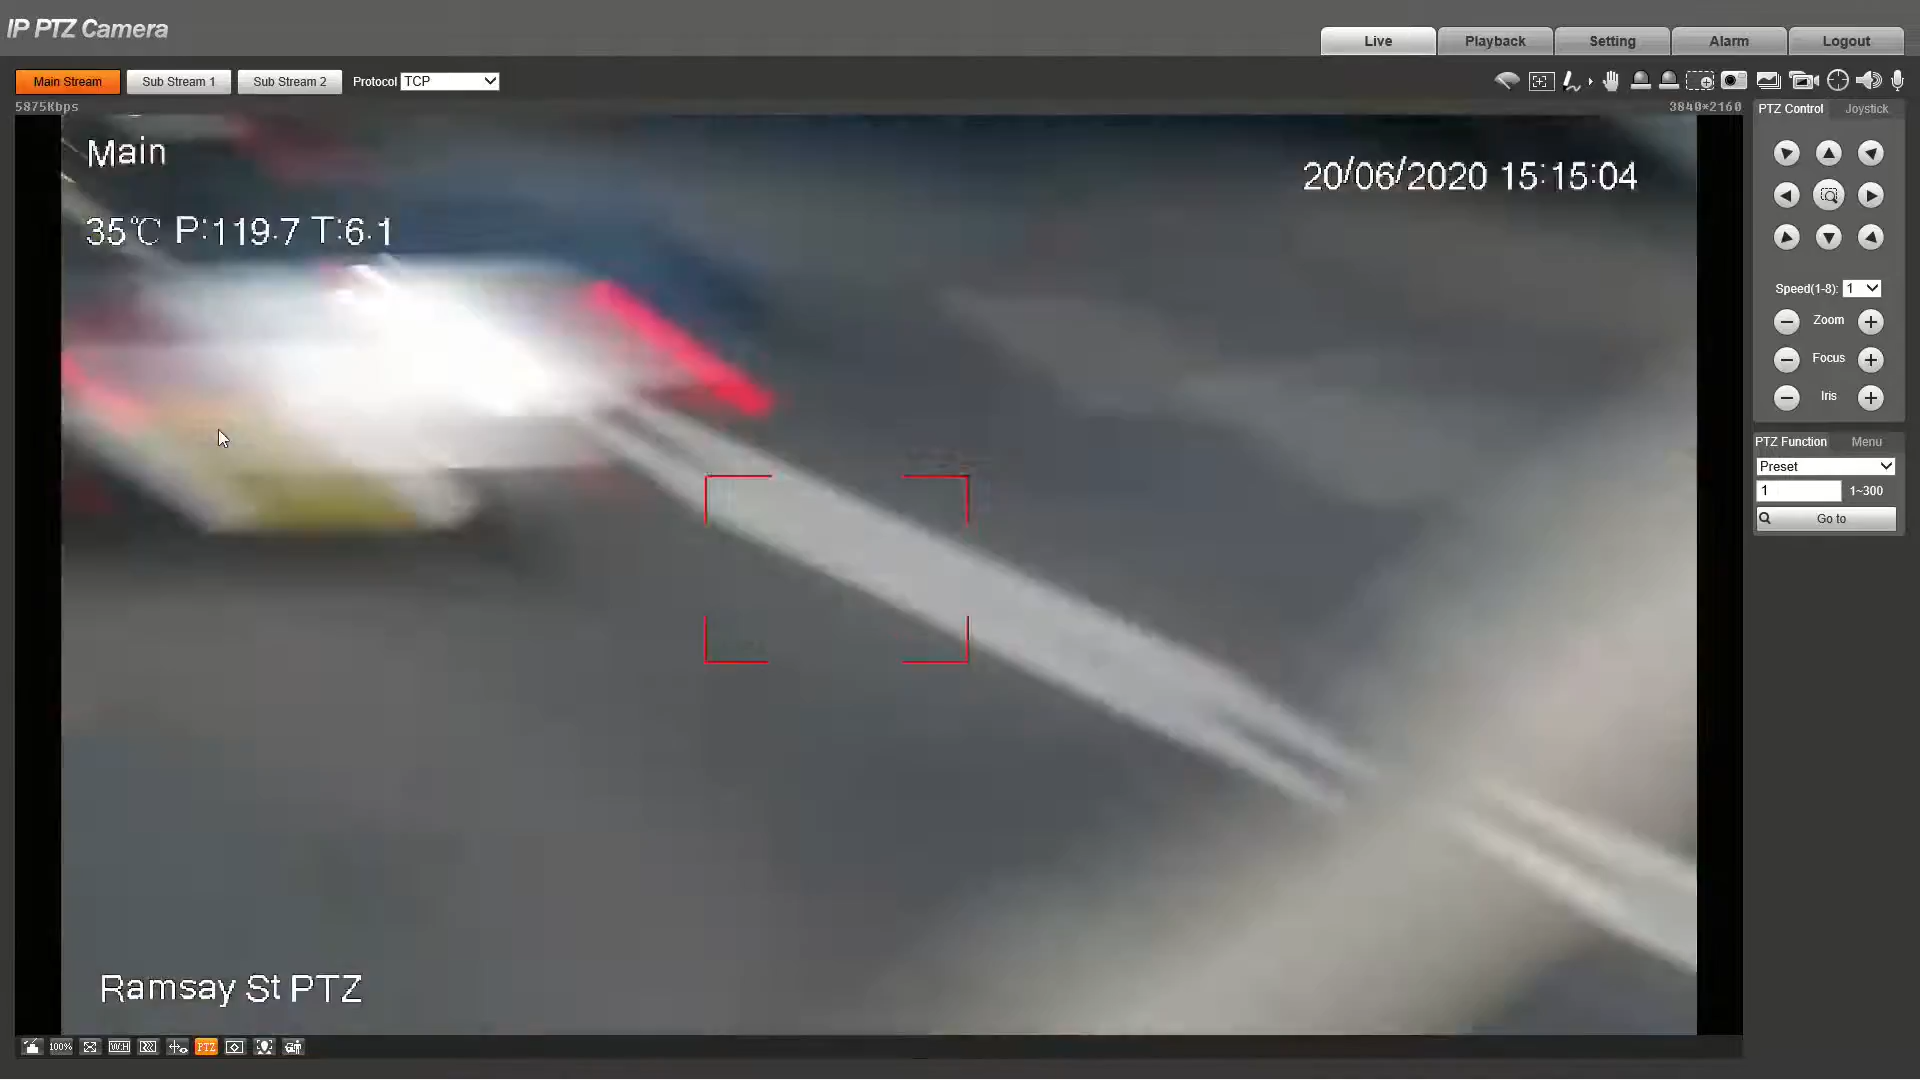 IP PTZ Camera
Live Playback Setting Alarm Logout
Main Stream Sub Stream 1 Sub Stream 2 Protocol TCP
5875Kbps 3840*2160
PTZ Control Joystick
Main
20/06/2020 15:15:04
35℃ P:119.7 T:6.1
Speed(1-8): 1
Zoom
Focus
Iris
PTZ Function Menu
Preset
1 1~300
Go to
Ramsay St PTZ
100% W:H PTZ